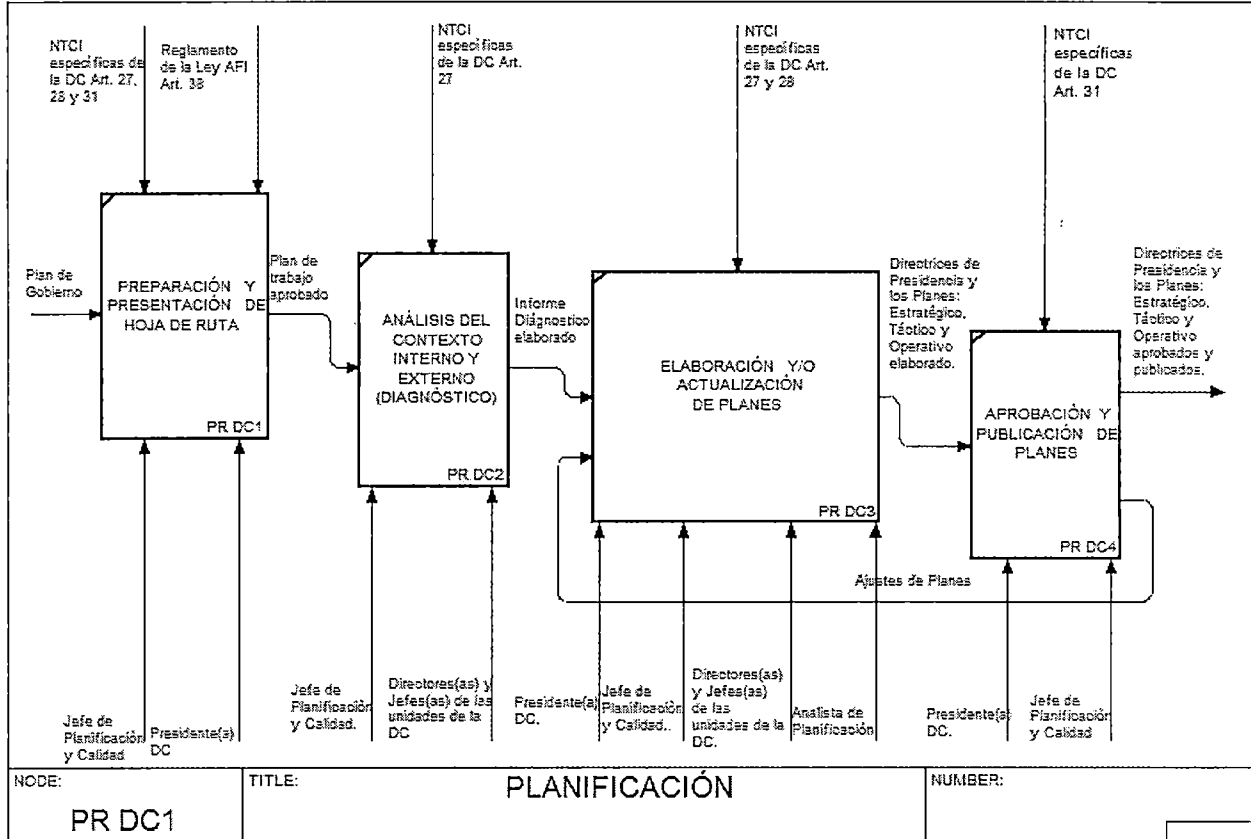 NTCI
específicas de
la DC Art. 27,
28 y 31
Reglamento
de la Ley AFI
Art. 38
NTCI
específicas
de la DC Art.
27
NTCI
específicas
de la DC Art.
27 y 28
NTCI
específicas
de la DC
Art. 31
Plan de
Gobierno
PREPARACIÓN Y
PRESENTACIÓN DE
HOJA DE RUTA
PR DC1
Plan de
trabajo
aprobado
ANÁLISIS DEL
CONTEXTO
INTERNO Y
EXTERNO
(DIAGNÓSTICO)
PR.DC2
Informe
Diágnostico
elaborado
ELABORACIÓN Y/O
ACTUALIZACIÓN
DE PLANES
PR DC3
Directrices de
Presidencia y
los Planes:
Estratégico,
Táctico y
Operativo
elaborado.
APROBACIÓN Y
PUBLICACIÓN DE
PLANES
PR DC4
Directrices de
Presidencia y
los Planes:
Estratégico,
Táctico y
Operativo
aprobados y
publicados.
Ajustes de Planes
Jefe de
Planificación
y Calidad
Presidente(a)
DC
Jefe de
Planificación
y Calidad.
Directores(as) y
Jefes(as) de las
unidades de la
DC
Presidente(a)
DC.
Jefe de
Planificación
y Calidad..
Directores(as)
y Jefes(as)
de las
unidades de la
DC.
Analista de
Planificación
Presidente(a)
DC.
Jefe de
Planificación
y Calidad
NODE:
PR DC1
TITLE:
PLANIFICACIÓN
NUMBER: